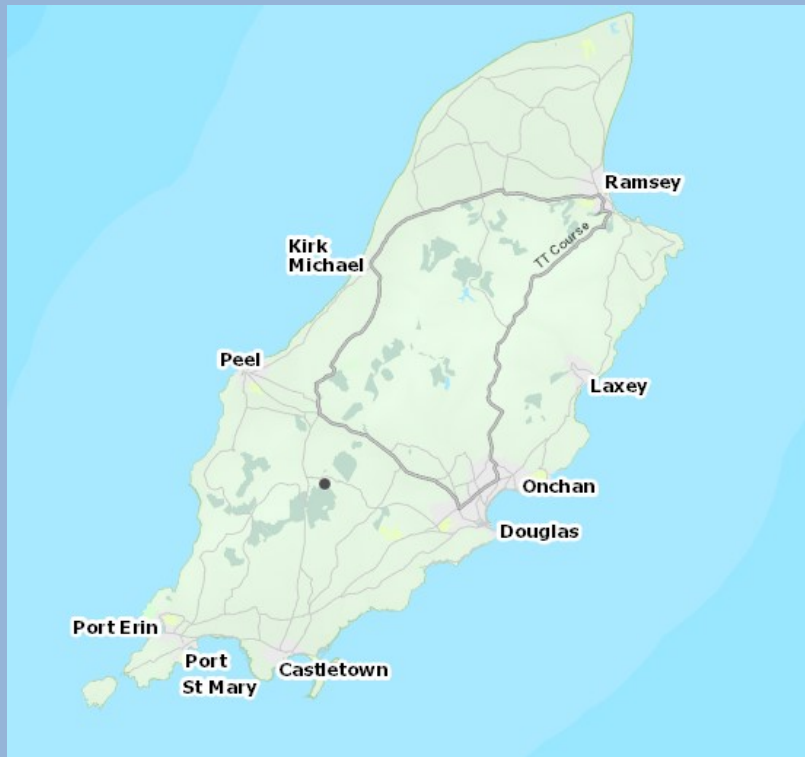 Ramsey
TT Course
Kirk
Michael
Peel
Laxey
Onchan
Douglas
Port Erin
Port
St Mary
Castletown